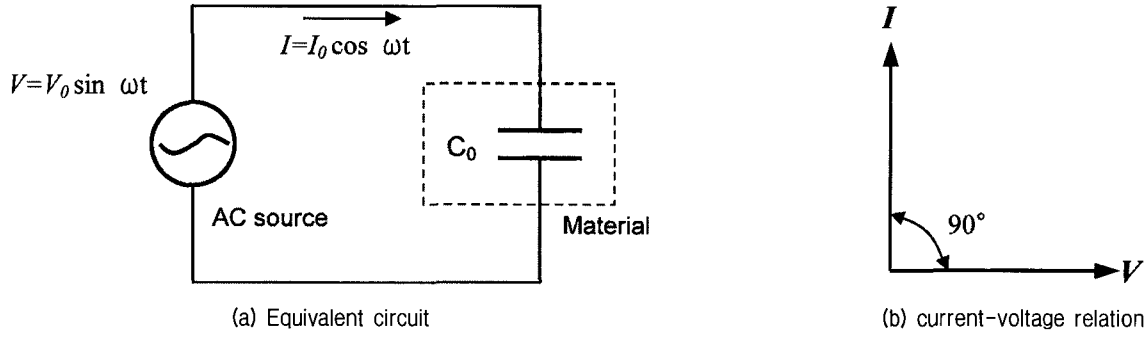 I=I₀ cos ωt
V=V₀ sin ωt
C₀
AC source
Material
(a) Equivalent circuit
I
90°
V
(b) current-voltage relation